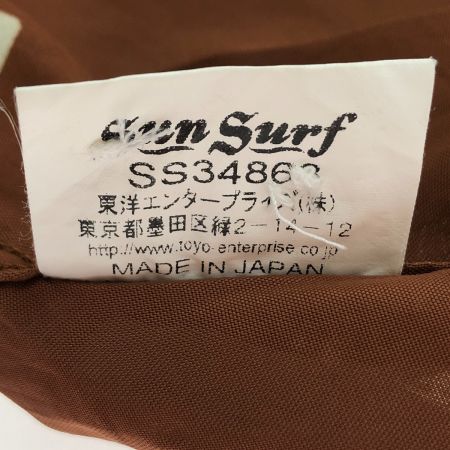 Sun Surf
SS34863
東洋エンタープライズ(株)
東京都墨田区緑2-14-12
http://www.toyo-enterprise.co.jp
MADE IN JAPAN